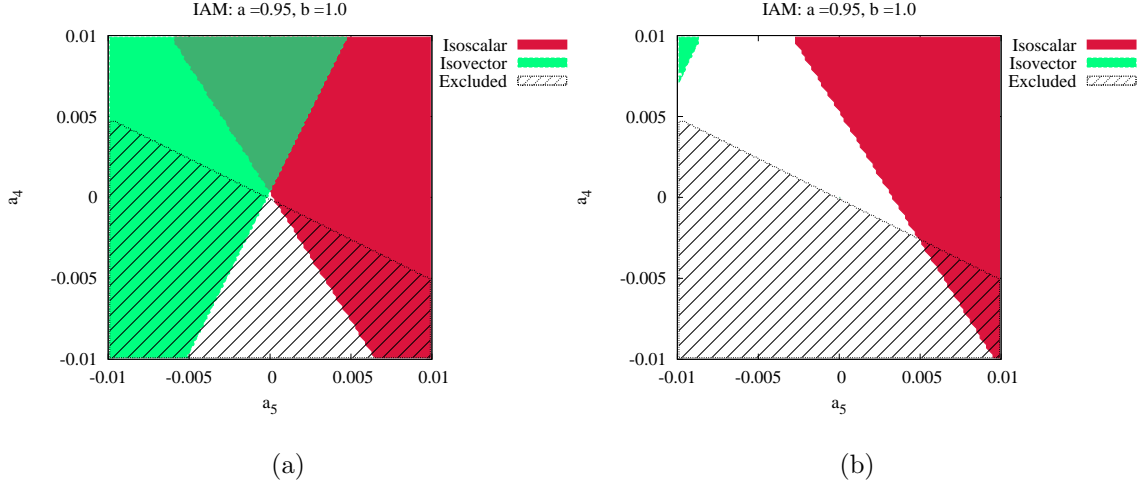 IAM: a =0.95, b =1.0
Isoscalar
Isovector
Excluded
0.01
0.005
0
-0.005
-0.01
a4
-0.01 -0.005 0 0.005 0.01
a5
(a)
IAM: a =0.95, b =1.0
Isoscalar
Isovector
Excluded
0.01
0.005
0
-0.005
-0.01
a4
-0.01 -0.005 0 0.005 0.01
a5
(b)